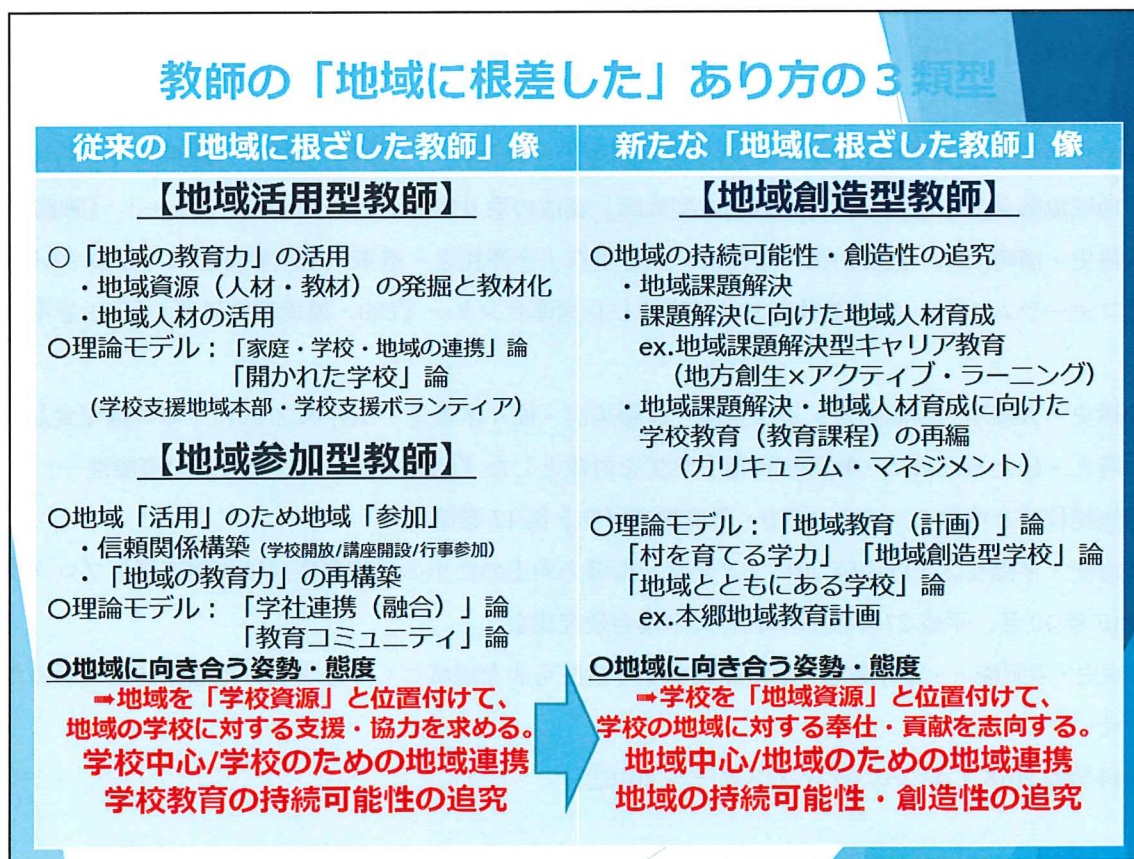 教師の「地域に根差した」あり方の3類型
従来の「地域に根ざした教師」像
【地域活用型教師】
○「地域の教育力」の活用
・地域資源(人材・教材)の発掘と教材化
・地域人材の活用
○理論モデル:「家庭・学校・地域の連携」論
「開かれた学校」論
(学校支援地域本部・学校支援ボランティア)
【地域参加型教師】
○地域「活用」のため地域「参加」
・信頼関係構築(学校開放/講座開設/行事参加)
・「地域の教育力」の再構築
○理論モデル:「学社連携(融合)」論
「教育コミュニティ」論
○地域に向き合う姿勢・態度
➡地域を「学校資源」と位置付けて、
地域の学校に対する支援・協力を求める。
学校中心/学校のための地域連携
学校教育の持続可能性の追究
新たな「地域に根ざした教師」像
【地域創造型教師】
○地域の持続可能性・創造性の追究
・地域課題解決
・課題解決に向けた地域人材育成
ex.地域課題解決型キャリア教育
(地方創生×アクティブ・ラーニング)
・地域課題解決・地域人材育成に向けた
学校教育(教育課程)の再編
(カリキュラム・マネジメント)
○理論モデル:「地域教育(計画)」論
「村を育てる学力」「地域創造型学校」論
「地域とともにある学校」論
ex.本郷地域教育計画
○地域に向き合う姿勢・態度
➡学校を「地域資源」と位置付けて、
学校の地域に対する奉仕・貢献を志向する。
地域中心/地域のための地域連携
地域の持続可能性・創造性の追究